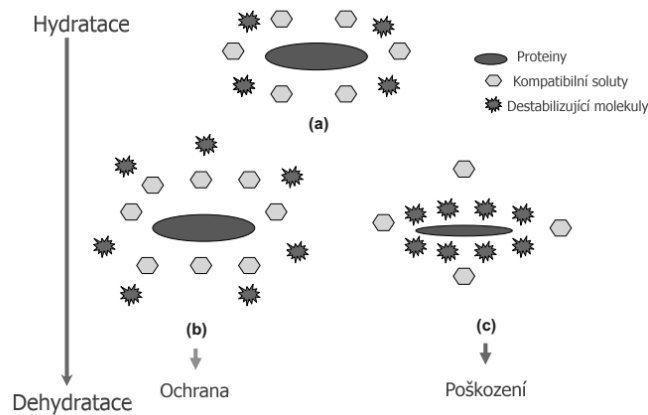 Hydratace
Proteiny
Kompatibilní soluty
Destabilizující molekuly
(a)
(b)
(c)
Ochrana
Poškození
Dehydratace